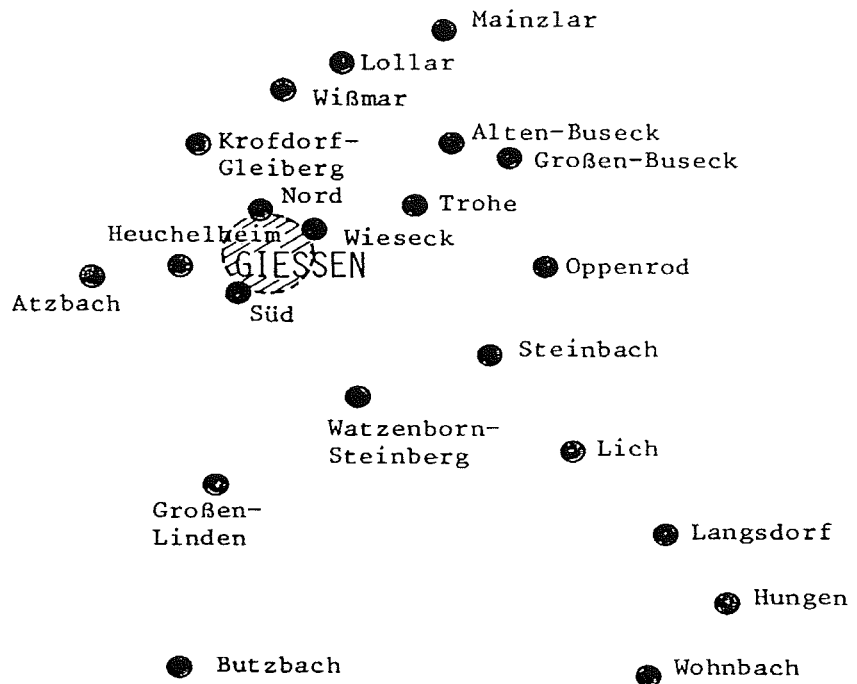 Mainzlar
Lollar
Wißmar
Krofdorf-
Gleiberg
Alten-Buseck
Großen-Buseck
Nord
Trohe
Heuchelheim
Wieseck
GIESSEN
Oppenrod
Atzbach
Süd
Steinbach
Watzenborn-
Steinberg
Lich
Großen-
Linden
Langsdorf
Hungen
Butzbach
Wohnbach